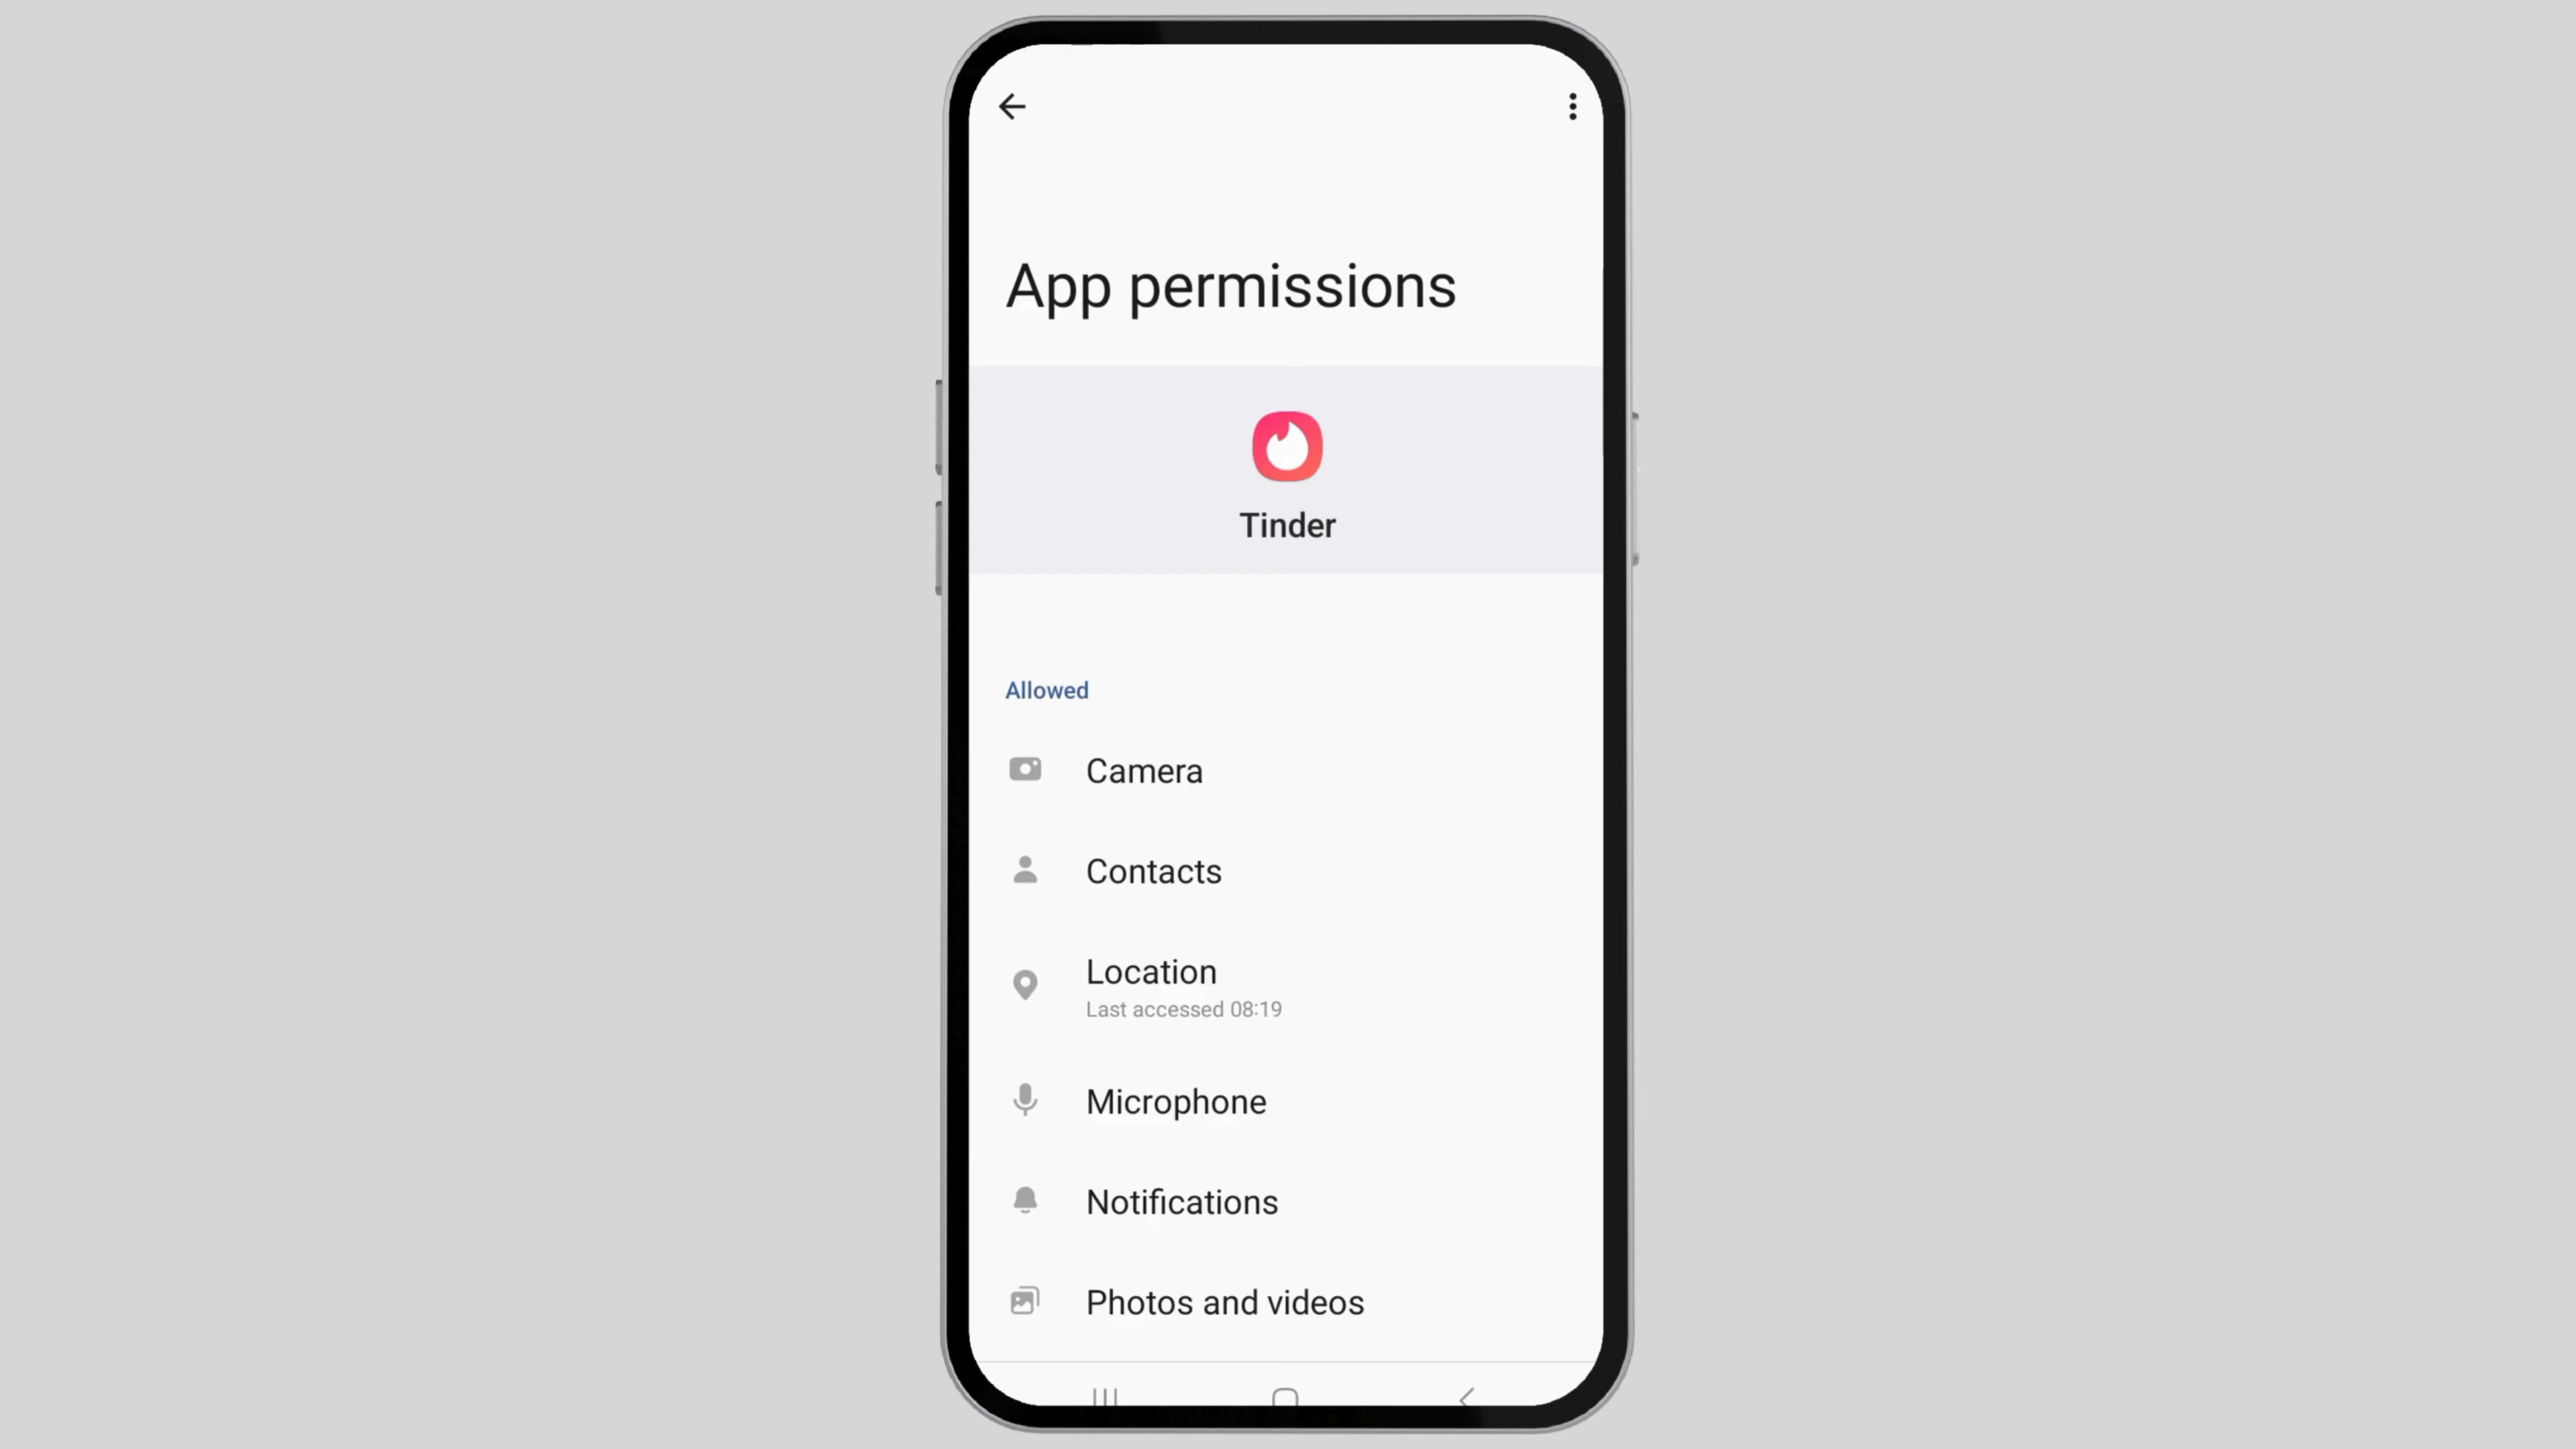 App permissions
Tinder
Allowed
Camera
Contacts
Location
Last accessed 08:19
Microphone
Notifications
Photos and videos